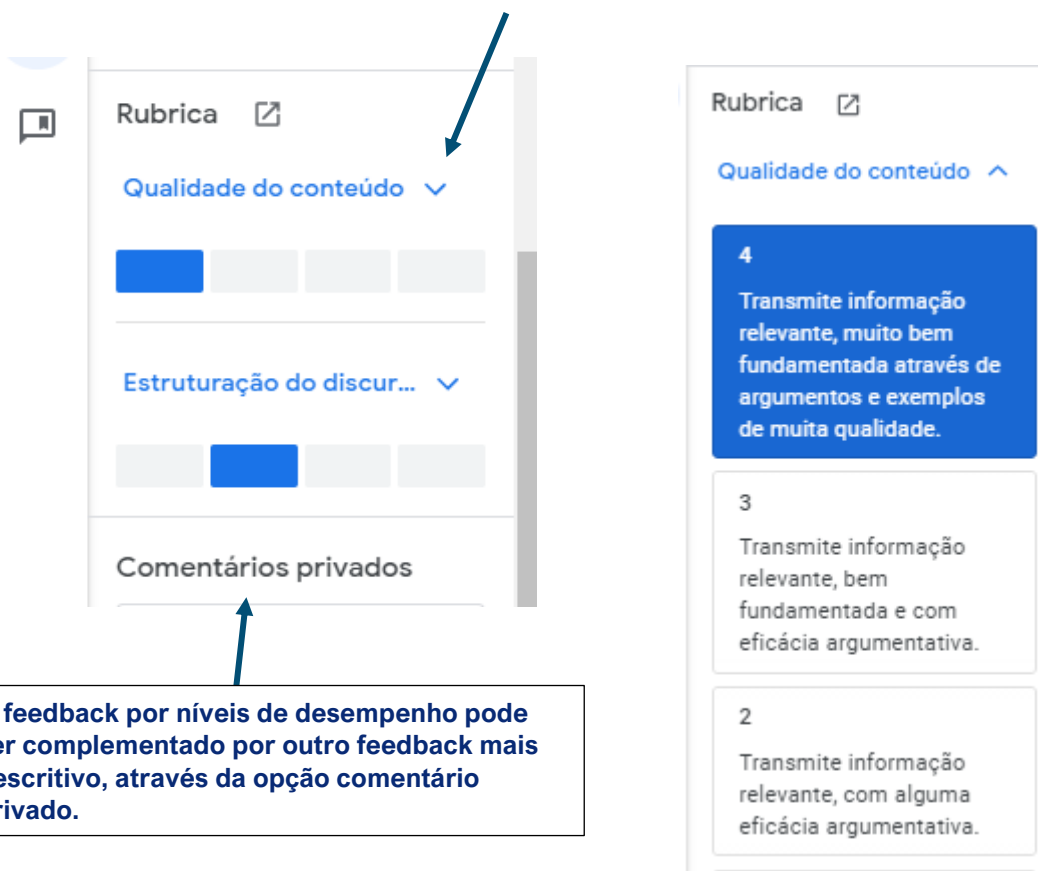 Rubrica
Qualidade do conteúdo
Estruturação do discur...
Comentários privados
feedback por níveis de desempenho pode
er complementado por outro feedback mais
escritivo, através da opção comentário
rivado.
Rubrica
Qualidade do conteúdo
4
Transmite informação
relevante, muito bem
fundamentada através de
argumentos e exemplos
de muita qualidade.
3
Transmite informação
relevante, bem
fundamentada e com
eficácia argumentativa.
2
Transmite informação
relevante, com alguma
eficácia argumentativa.